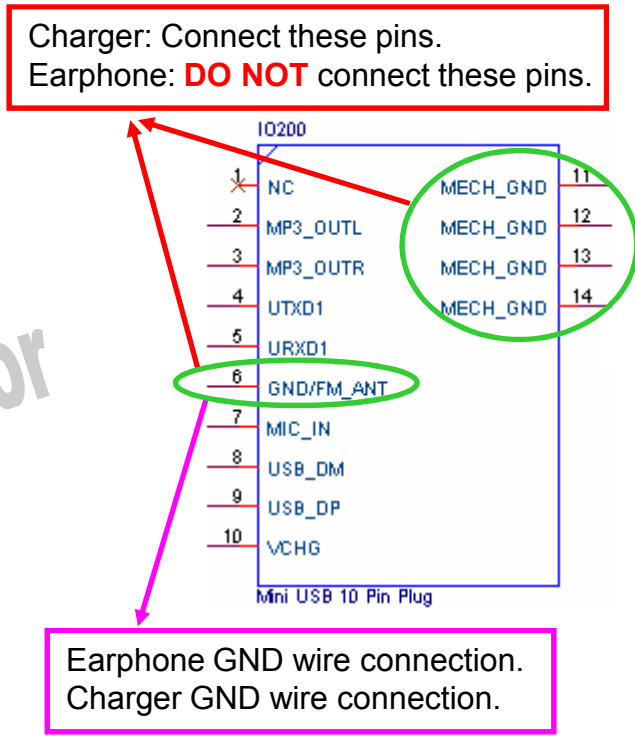 Charger: Connect these pins.
Earphone: DO NOT connect these pins.
IO200
1 NC MECH_GND 11
2 MP3_OUTL MECH_GND 12
3 MP3_OUTR MECH_GND 13
4 UTXD1 MECH_GND 14
5 URXD1
6 GND/FM_ANT
7 MIC_IN
8 USB_DM
9 USB_DP
10 VCHG
Mini USB 10 Pin Plug
or
Earphone GND wire connection.
Charger GND wire connection.